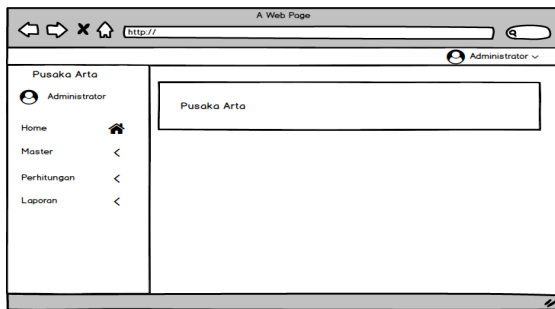 A Web Page
http://
Administrator
Pusaka Arta
Administrator
Home
Master
Perhitungan
Laporan
Pusaka Arta